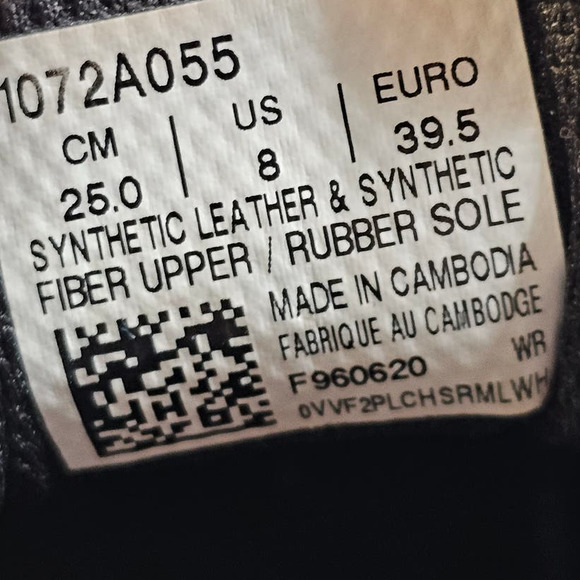 1072A055
CM | US | EURO
25.0 | 8 | 39.5
SYNTHETIC LEATHER & SYNTHETIC
FIBER UPPER / RUBBER SOLE
MADE IN CAMBODIA
FABRIQUE AU CAMBODGE
F960620 WR
0VVF2PLCHSRMLWH